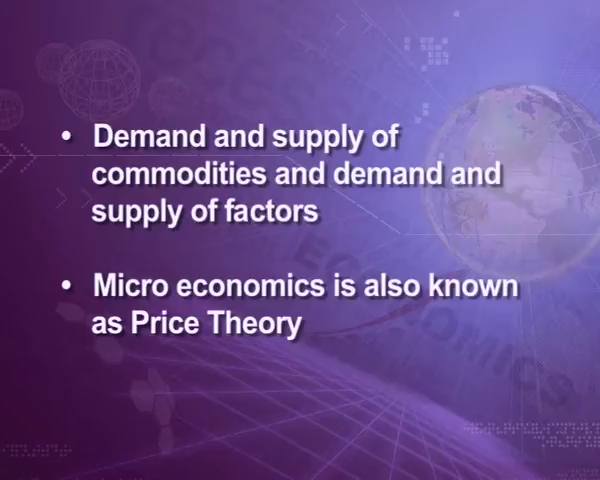 • Demand and supply of
commodities and demand and
supply of factors
• Micro economics is also known
as Price Theory
ECONOMICS